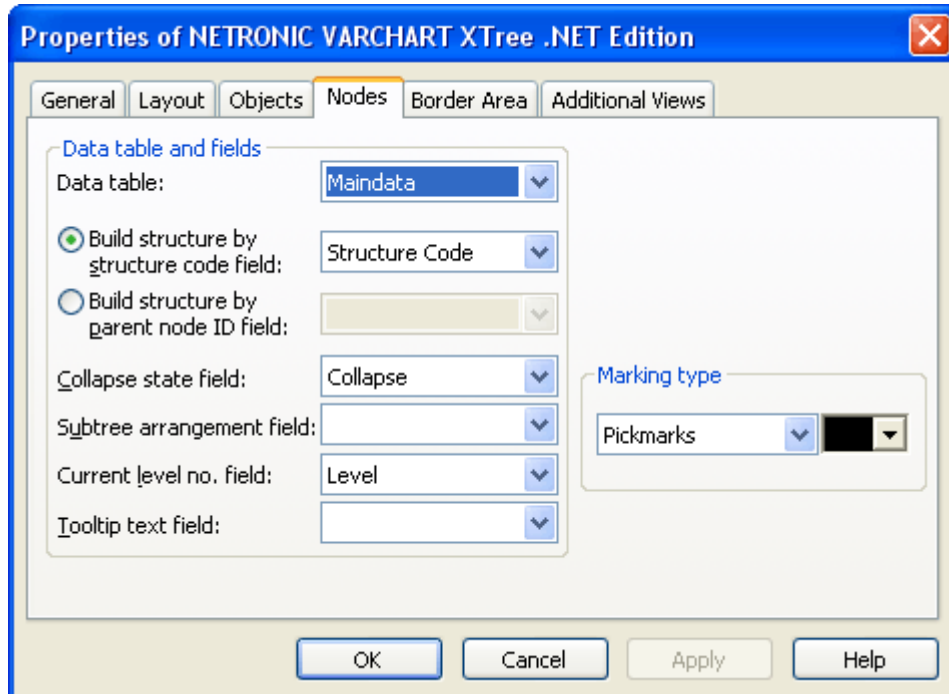 Properties of NETRONIC VARCHART XTree .NET Edition
General Layout Objects Nodes Border Area Additional Views
Data table and fields
Data table: Maindata
Build structure by
structure code field: Structure Code
Build structure by
parent node ID field:
Collapse state field: Collapse
Marking type
Subtree arrangement field:
Pickmarks
Current level no. field: Level
Tooltip text field:
OK Cancel Apply Help